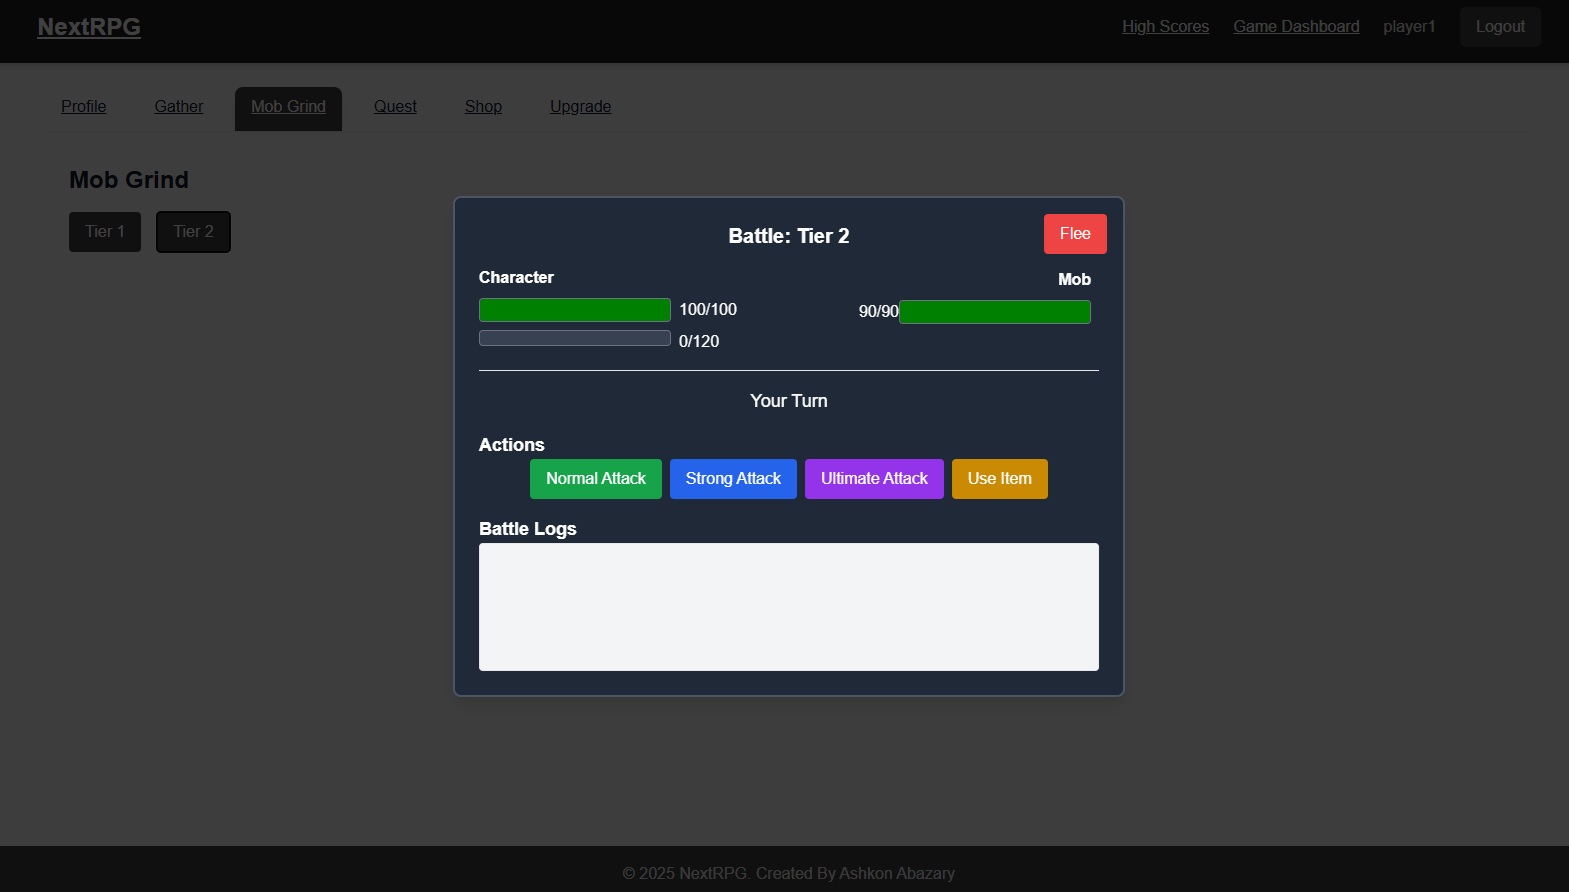 NextRPG High Scores Game Dashboard player1 Logout
Profile Gather Mob Grind Quest Shop Upgrade
Mob Grind
Tier 1 Tier 2
Battle: Tier 2 Flee
Character Mob
100/100 90/90
0/120
Your Turn
Actions
Normal Attack Strong Attack Ultimate Attack Use Item
Battle Logs
© 2025 NextRPG. Created By Ashkon Abazary